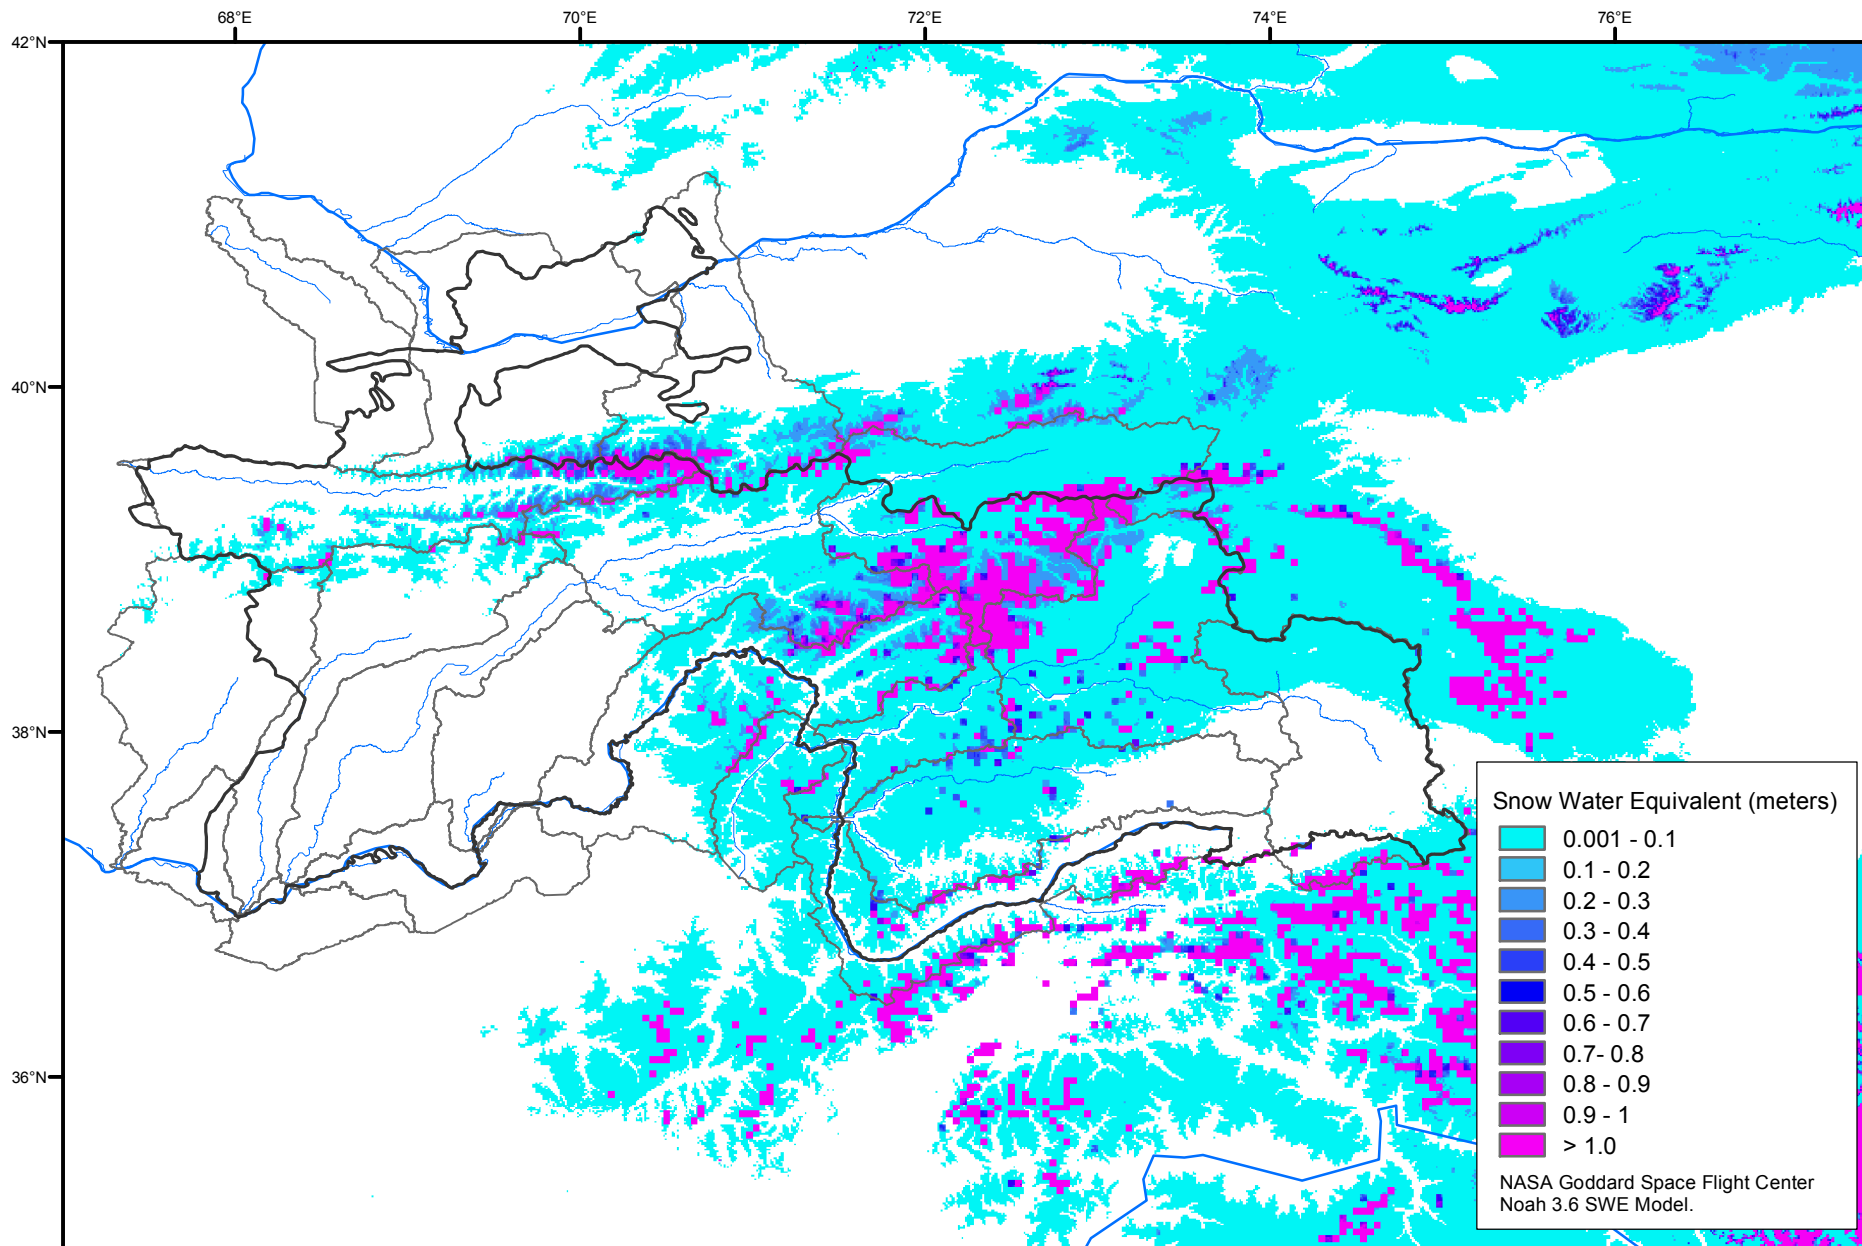 68°E 70°E 72°E 74°E 76°E
42°N
40°N
38°N
36°N
Snow Water Equivalent (meters)
0.001 - 0.1
0.1 - 0.2
0.2 - 0.3
0.3 - 0.4
0.4 - 0.5
0.5 - 0.6
0.6 - 0.7
0.7- 0.8
0.8 - 0.9
0.9 - 1
> 1.0
NASA Goddard Space Flight Center
Noah 3.6 SWE Model.